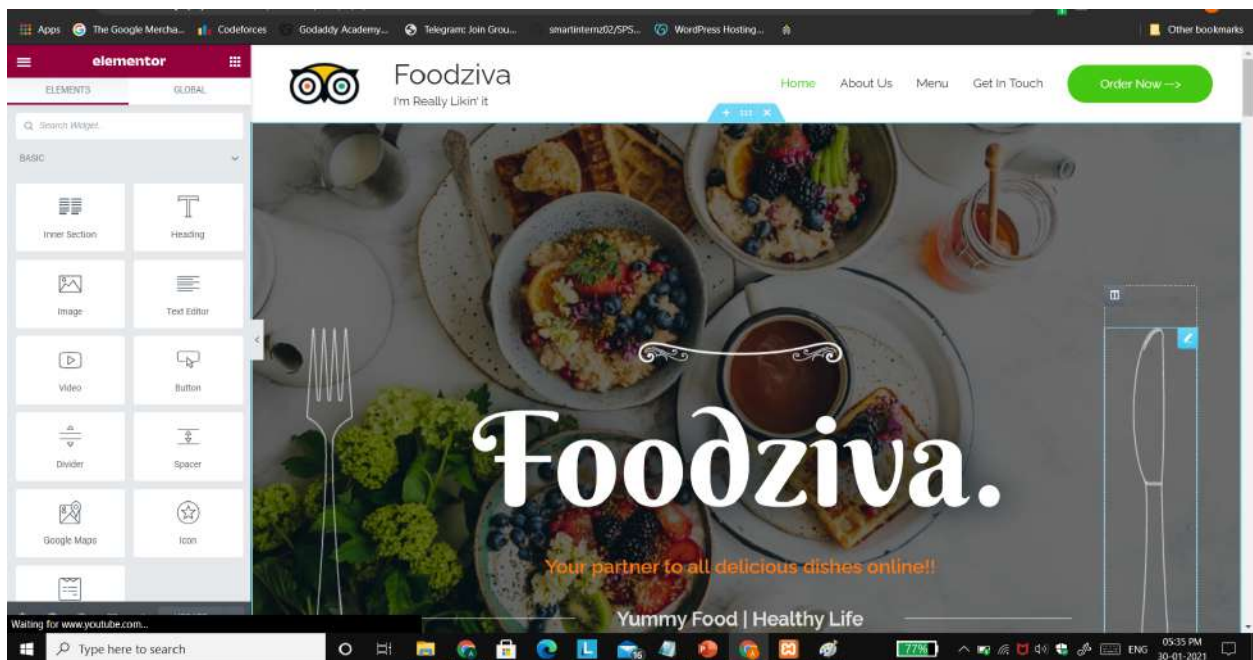 Apps The Google Mercha... Codeforces Godaddy Academy... Telegram: Join Grou... smartinternz02/SPS... WordPress Hosting... Other bookmarks
elementor
ELEMENTS GLOBAL
Search Widget...
BASIC
Inner Section Heading
Image Text Editor
Video Button
Divider Spacer
Google Maps Icon
Foodziva
I'm Really Likin' it
Home About Us Menu Get In Touch Order Now —>
Foodziva.
Your partner to all delicious dishes online!!
Yummy Food | Healthy Life
Waiting for www.youtube.com...
Type here to search
16
77%
ENG
05:35 PM
30-01-2021